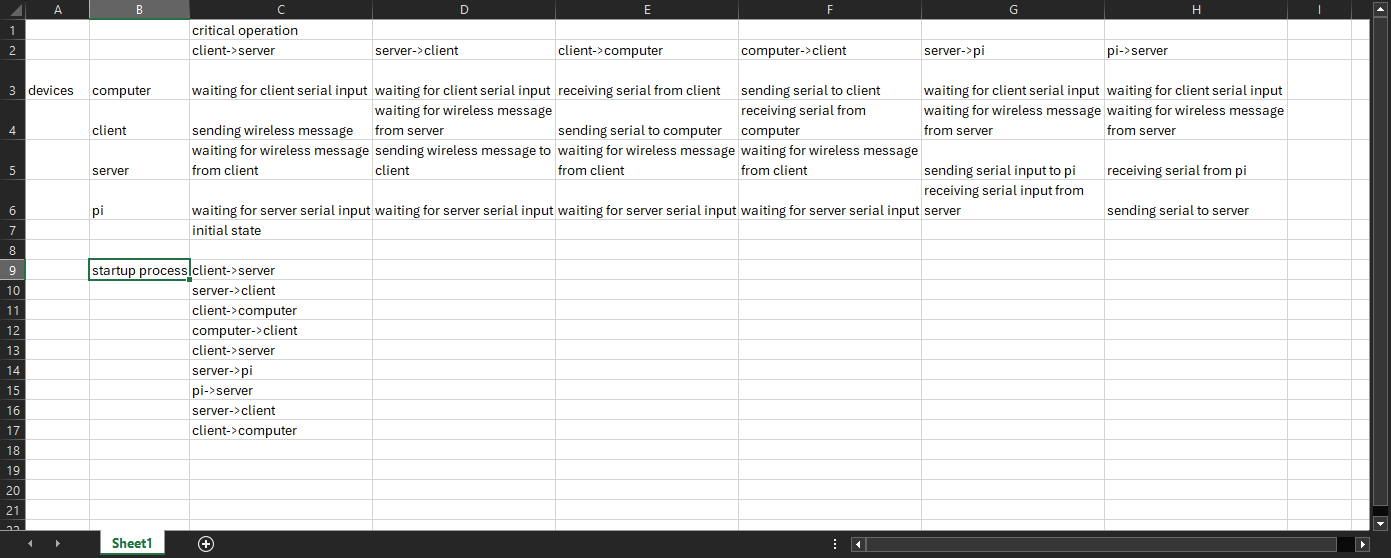 A B C D E F G H I
1 critical operation
2 client->server server->client client->computer computer->client server->pi pi->server
3 devices computer waiting for client serial input waiting for client serial input receiving serial from client sending serial to client waiting for client serial input waiting for client serial input
waiting for wireless message receiving serial from waiting for wireless message waiting for wireless message
4 client sending wireless message from server sending serial to computer computer from server from server
waiting for wireless message sending wireless message to waiting for wireless message waiting for wireless message
5 server from client client from client from client sending serial input to pi receiving serial from pi
receiving serial input from
6 pi waiting for server serial input waiting for server serial input waiting for server serial input waiting for server serial input server sending serial to server
7 initial state
8
9 startup process client->server
10 server->client
11 client->computer
12 computer->client
13 client->server
14 server->pi
15 pi->server
16 server->client
17 client->computer
18
19
20
21
Sheet1